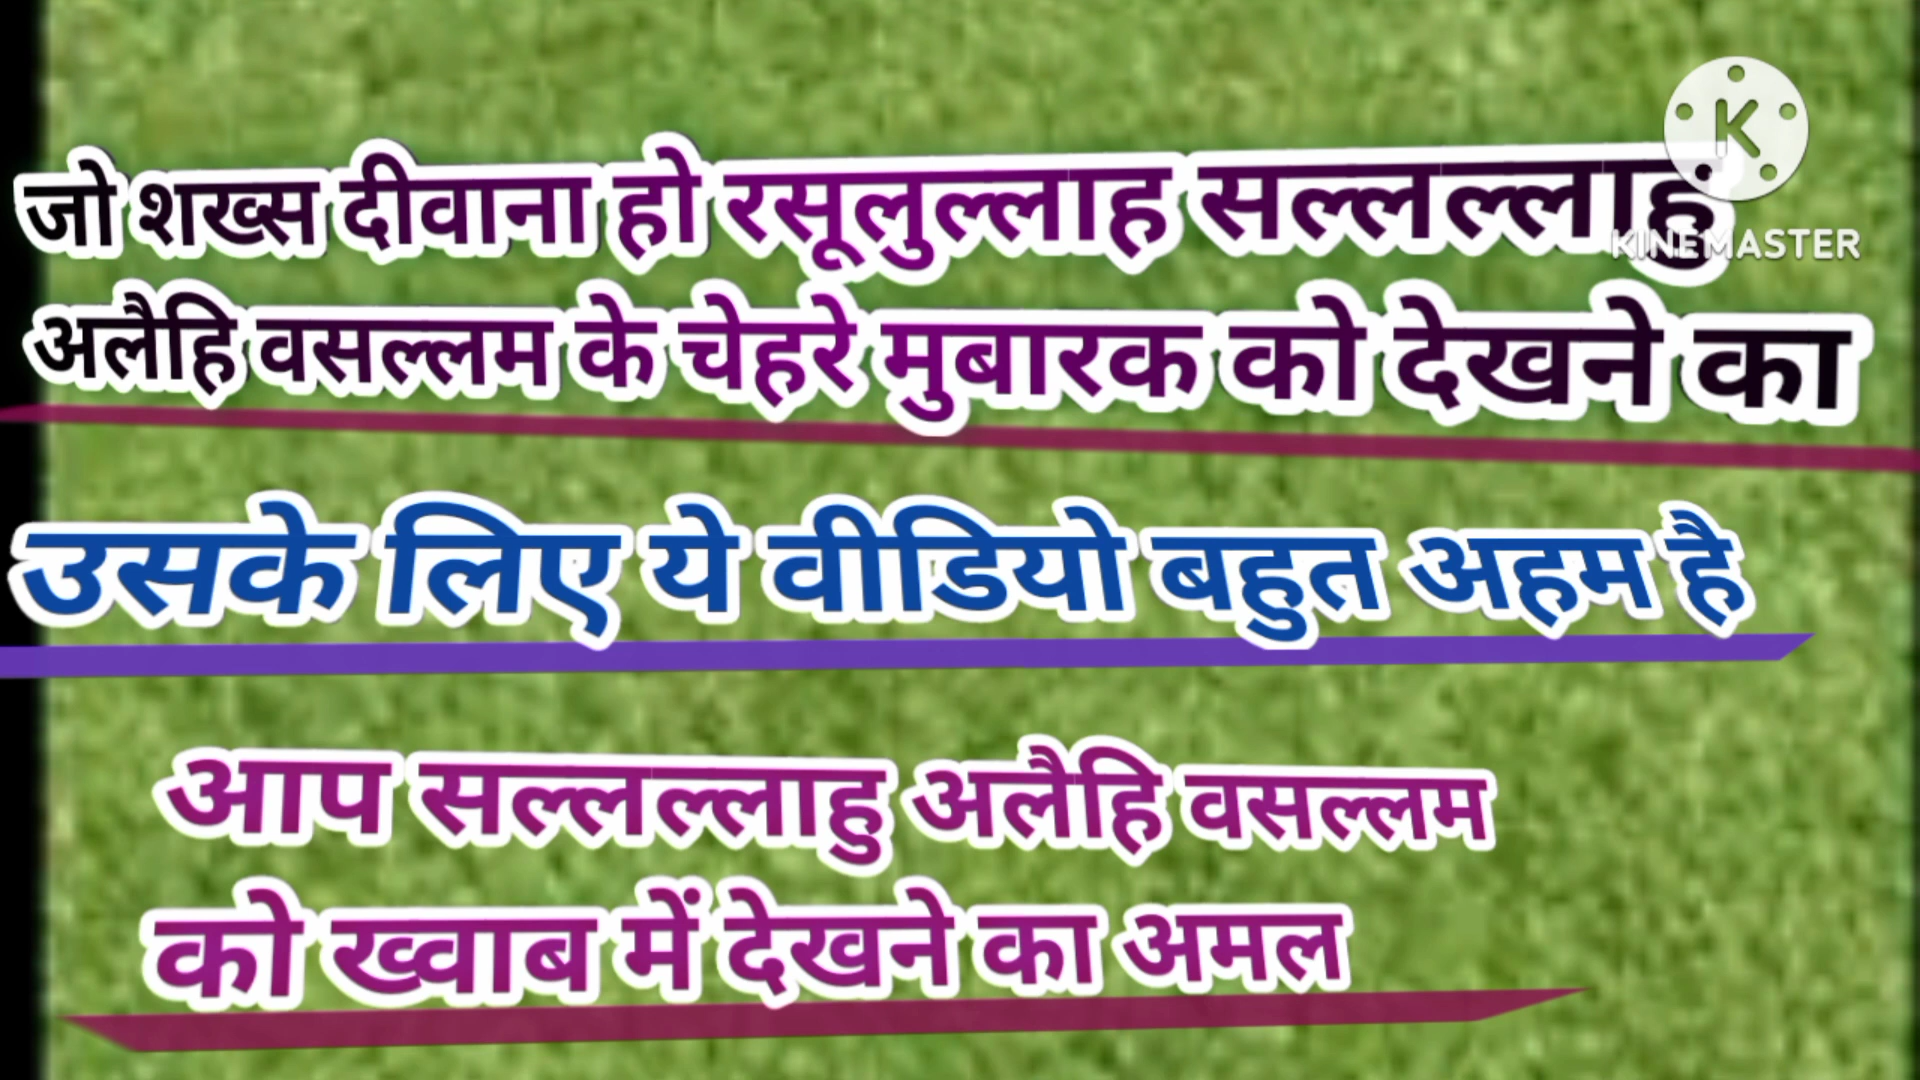 जो शख्स दीवाना हो रसूलुल्लाह सल्लल्लाहु
अलैहि वसल्लम के चेहरे मुबारक को देखने का
उसके लिए ये वीडियो बहुत अहम है
आप सल्लल्लाहु अलैहि वसल्लम
को ख्वाब में देखने का अमल
K
KINEMASTER